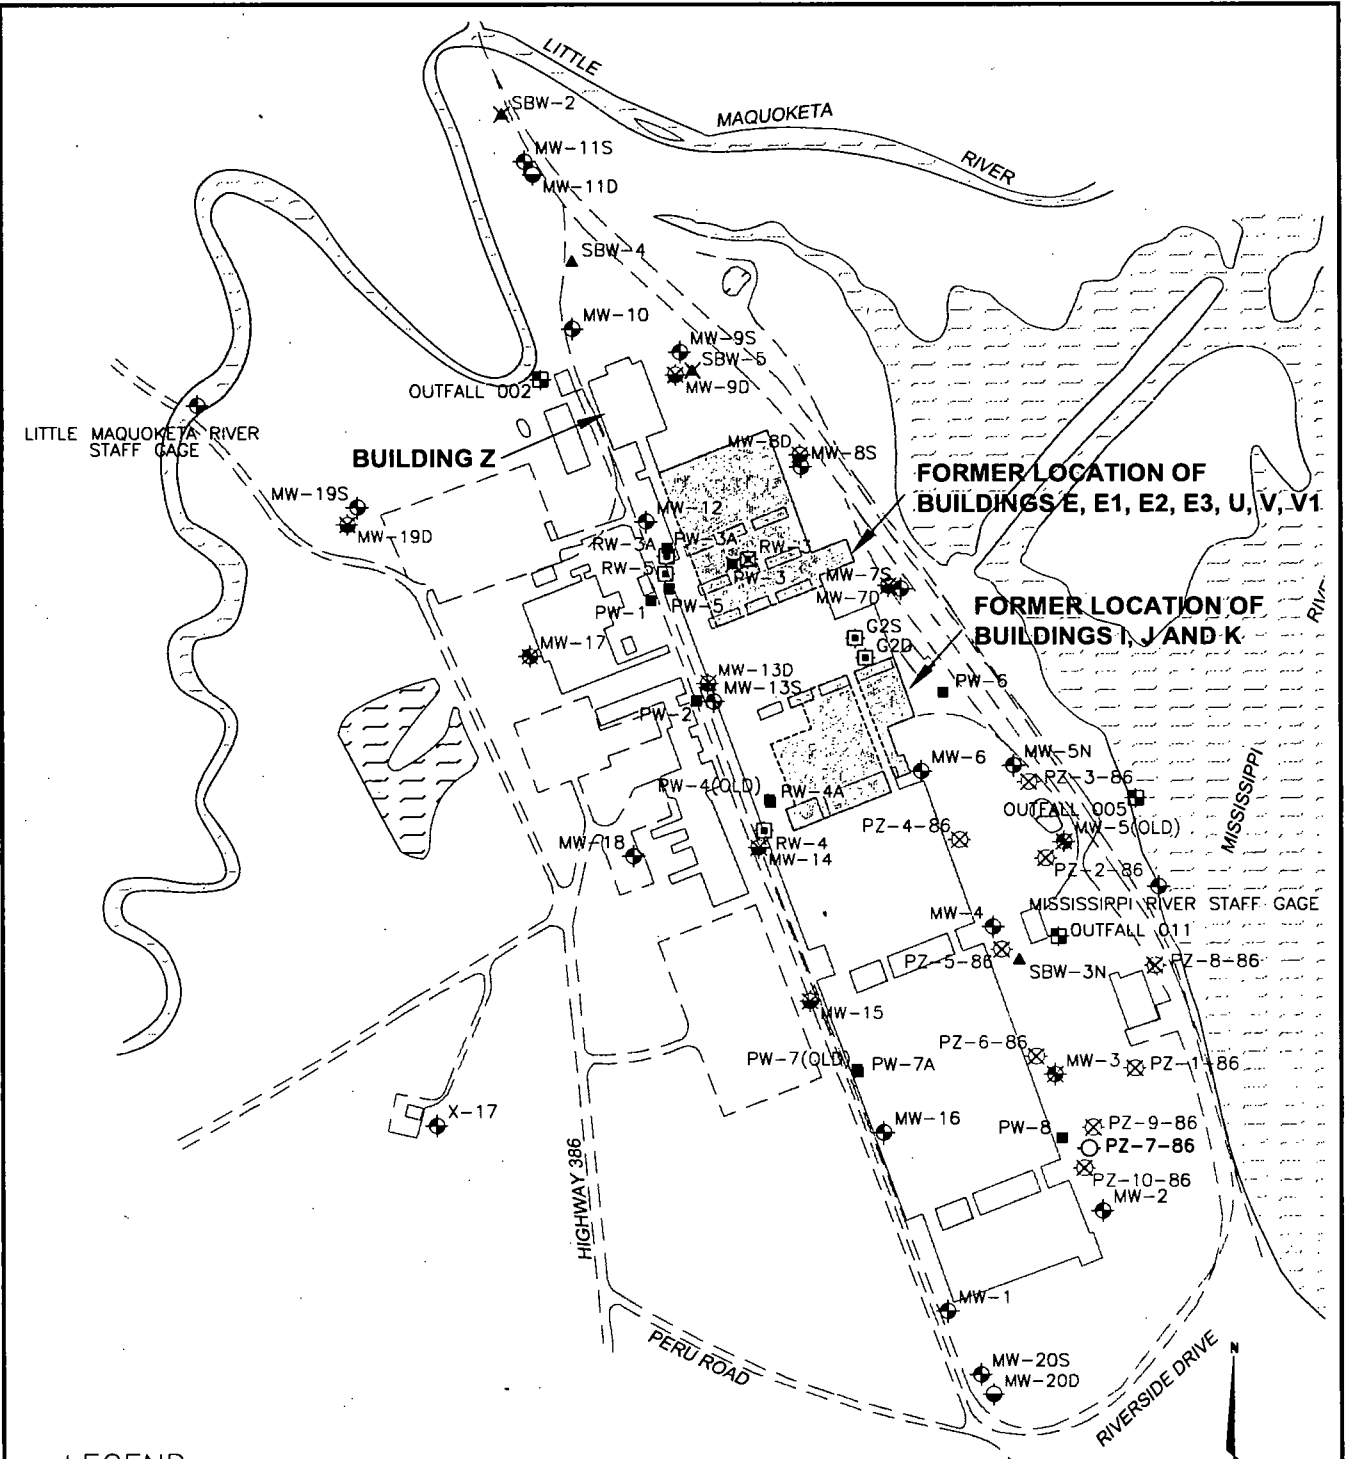 LITTLE
MAQUOKETA
RIVER
SBW-2
MW-11S
MW-11D
SBW-4
MW-10
MW-9S
SBW-5
MW-9D
OUTFALL 002
LITTLE MAQUOKETA RIVER
STAFF GAGE
BUILDING Z
MW-8D
MW-8S
FORMER LOCATION OF
BUILDINGS E, E1, E2, E3, U, V, V1
MW-19S
MW-19D
MW-12
PW-3A
RW-3A
RW-3
RW-5
PW-3
MW-7S
MW-7D
PW-1
PW-5
FORMER LOCATION OF
BUILDINGS I, J AND K
G2S
G2D
MW-17
MW-13D
MW-13S
PW-2
PW-6
MW-6
MW-5N
PZ-3-86
PW-4(OLD)
PW-4A
OUTFALL 005
PZ-4-86
MW-5(OLD)
RW-4
MW-14
MW-18
PZ-2-86
MISSISSIPPI
MISSISSIPPI RIVER STAFF GAGE
MW-4
OUTFALL 011
PZ-5-86
SBW-3N
PZ-8-86
MW-15
PZ-6-86
MW-3
PZ-1-86
PW-7(OLD)
PW-7A
X-17
MW-16
PW-8
PZ-9-86
PZ-7-86
PZ-10-86
MW-2
HIGHWAY 386
MW-1
PERU ROAD
MW-20S
MW-20D
RIVERSIDE DRIVE
N
LEGEND